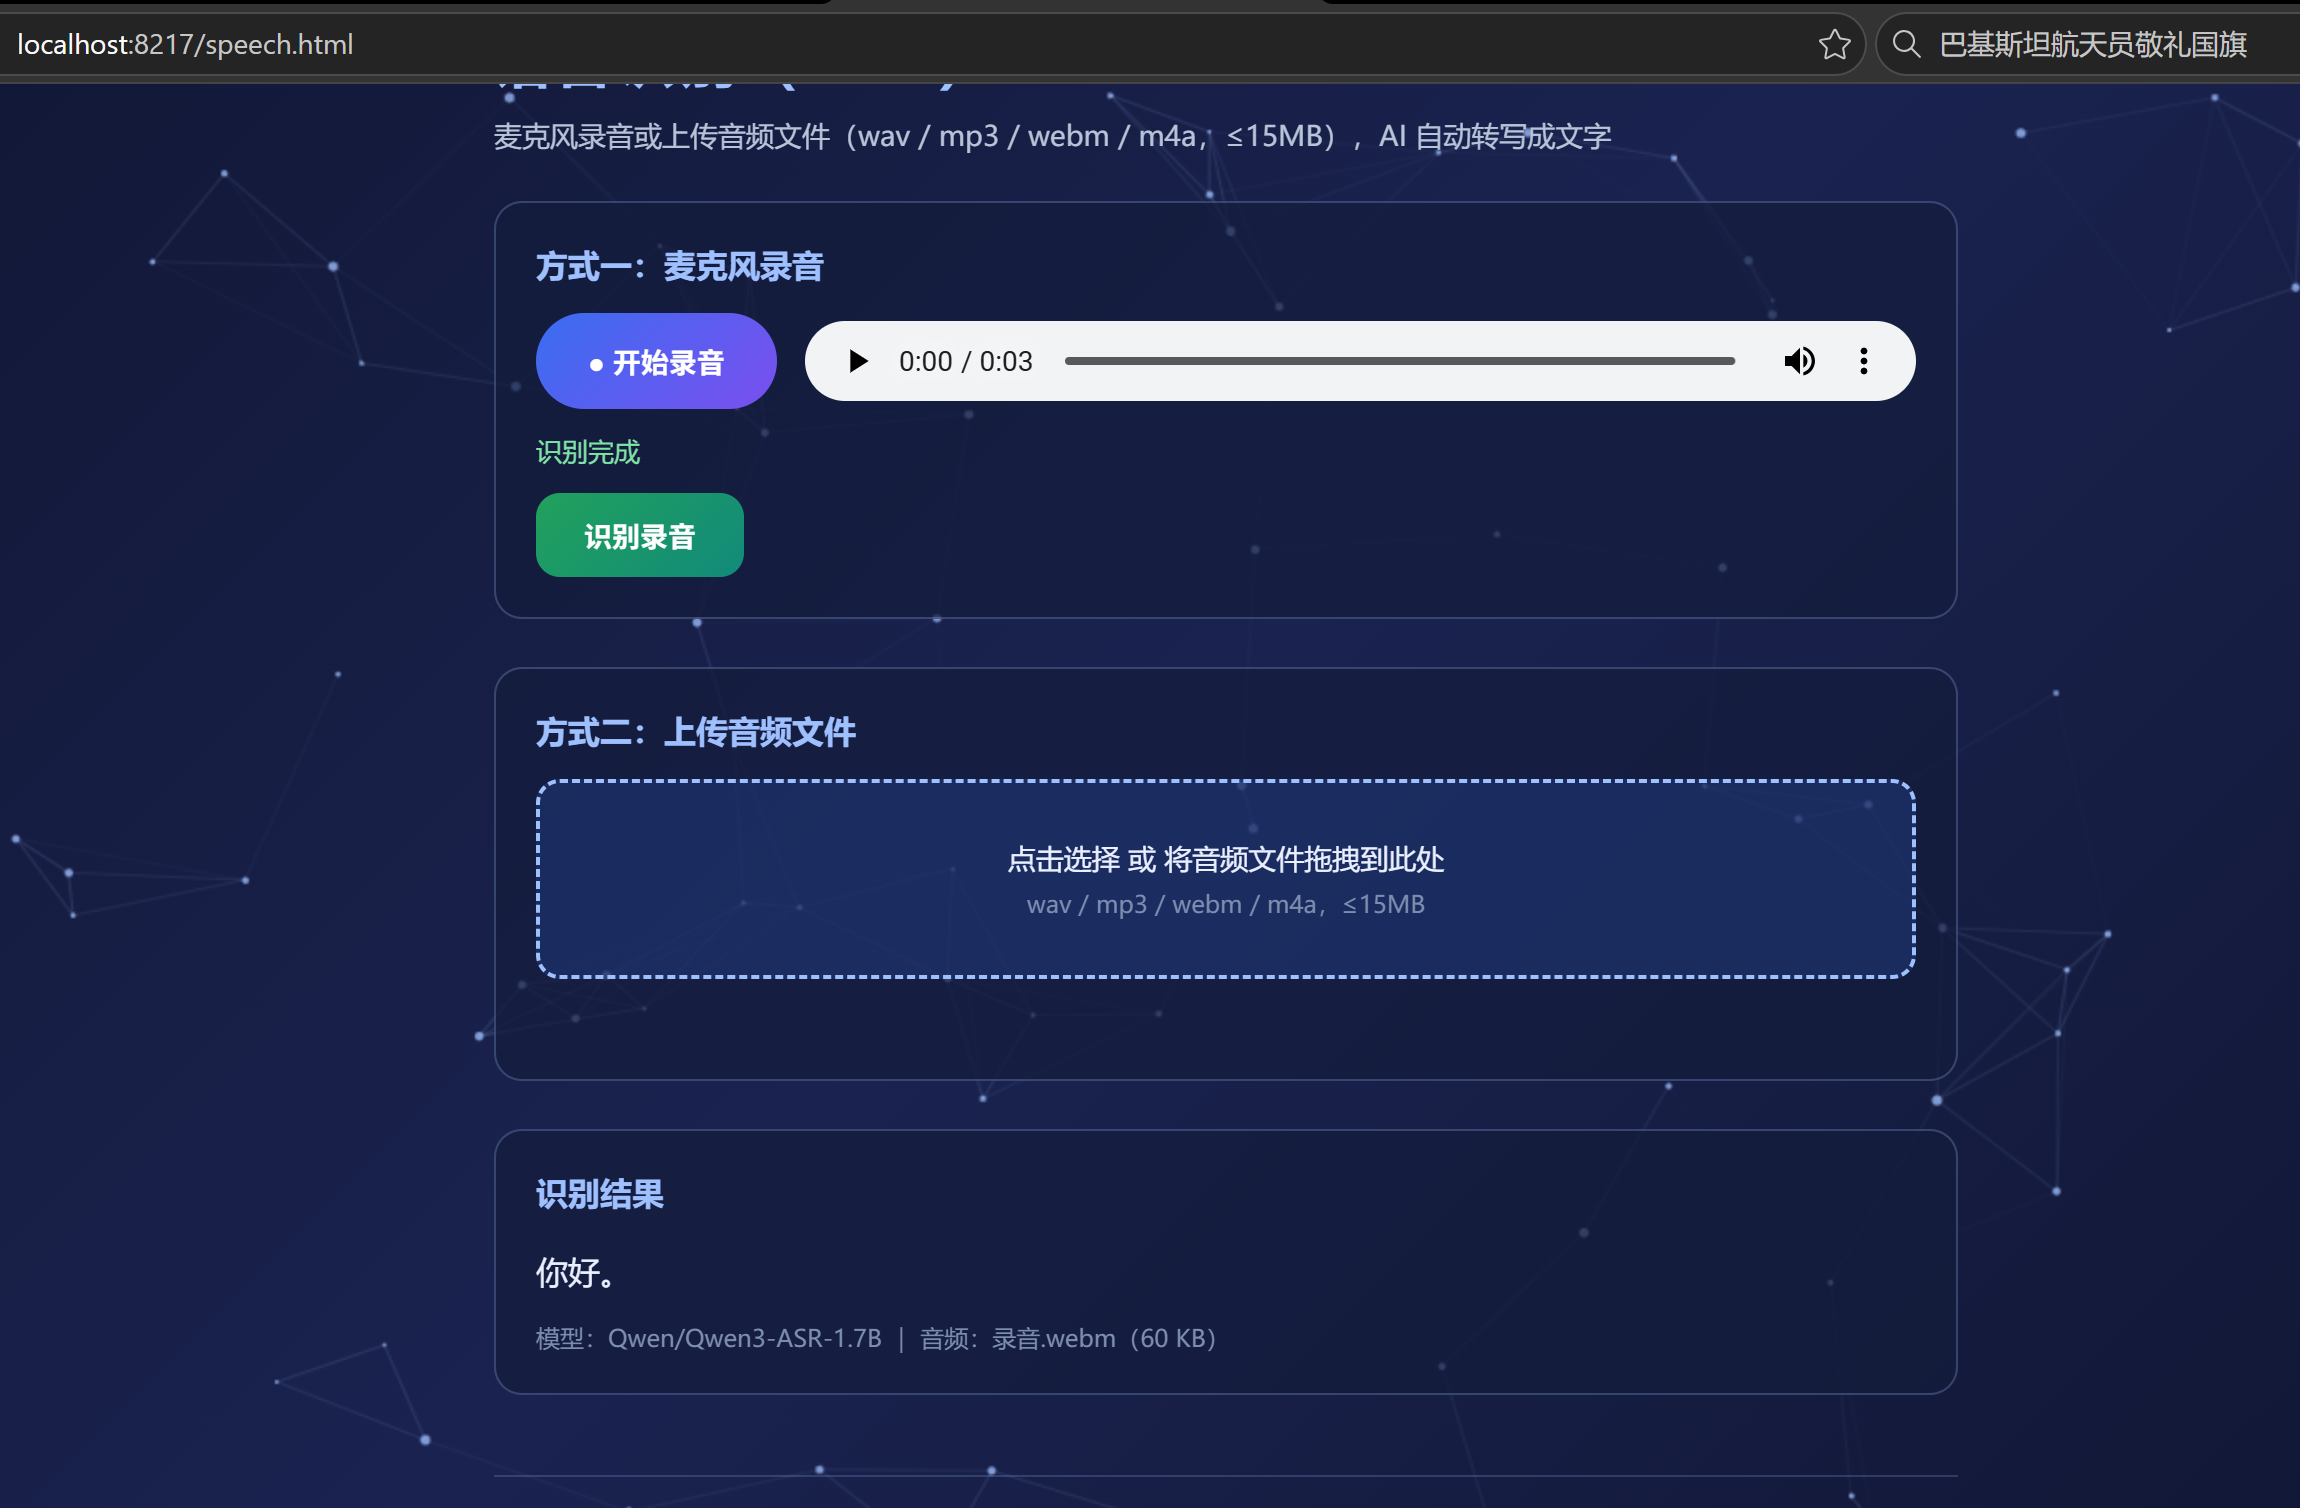 localhost:8217/speech.html
巴基斯坦航天员敬礼国旗
麦克风录音或上传音频文件（wav / mp3 / webm / m4a，≤15MB），AI 自动转写成文字
方式一：麦克风录音
● 开始录音
0:00 / 0:03
识别完成
识别录音
方式二：上传音频文件
点击选择 或 将音频文件拖拽到此处
wav / mp3 / webm / m4a，≤15MB
识别结果
你好。
模型：Qwen/Qwen3-ASR-1.7B ｜ 音频：录音.webm（60 KB）